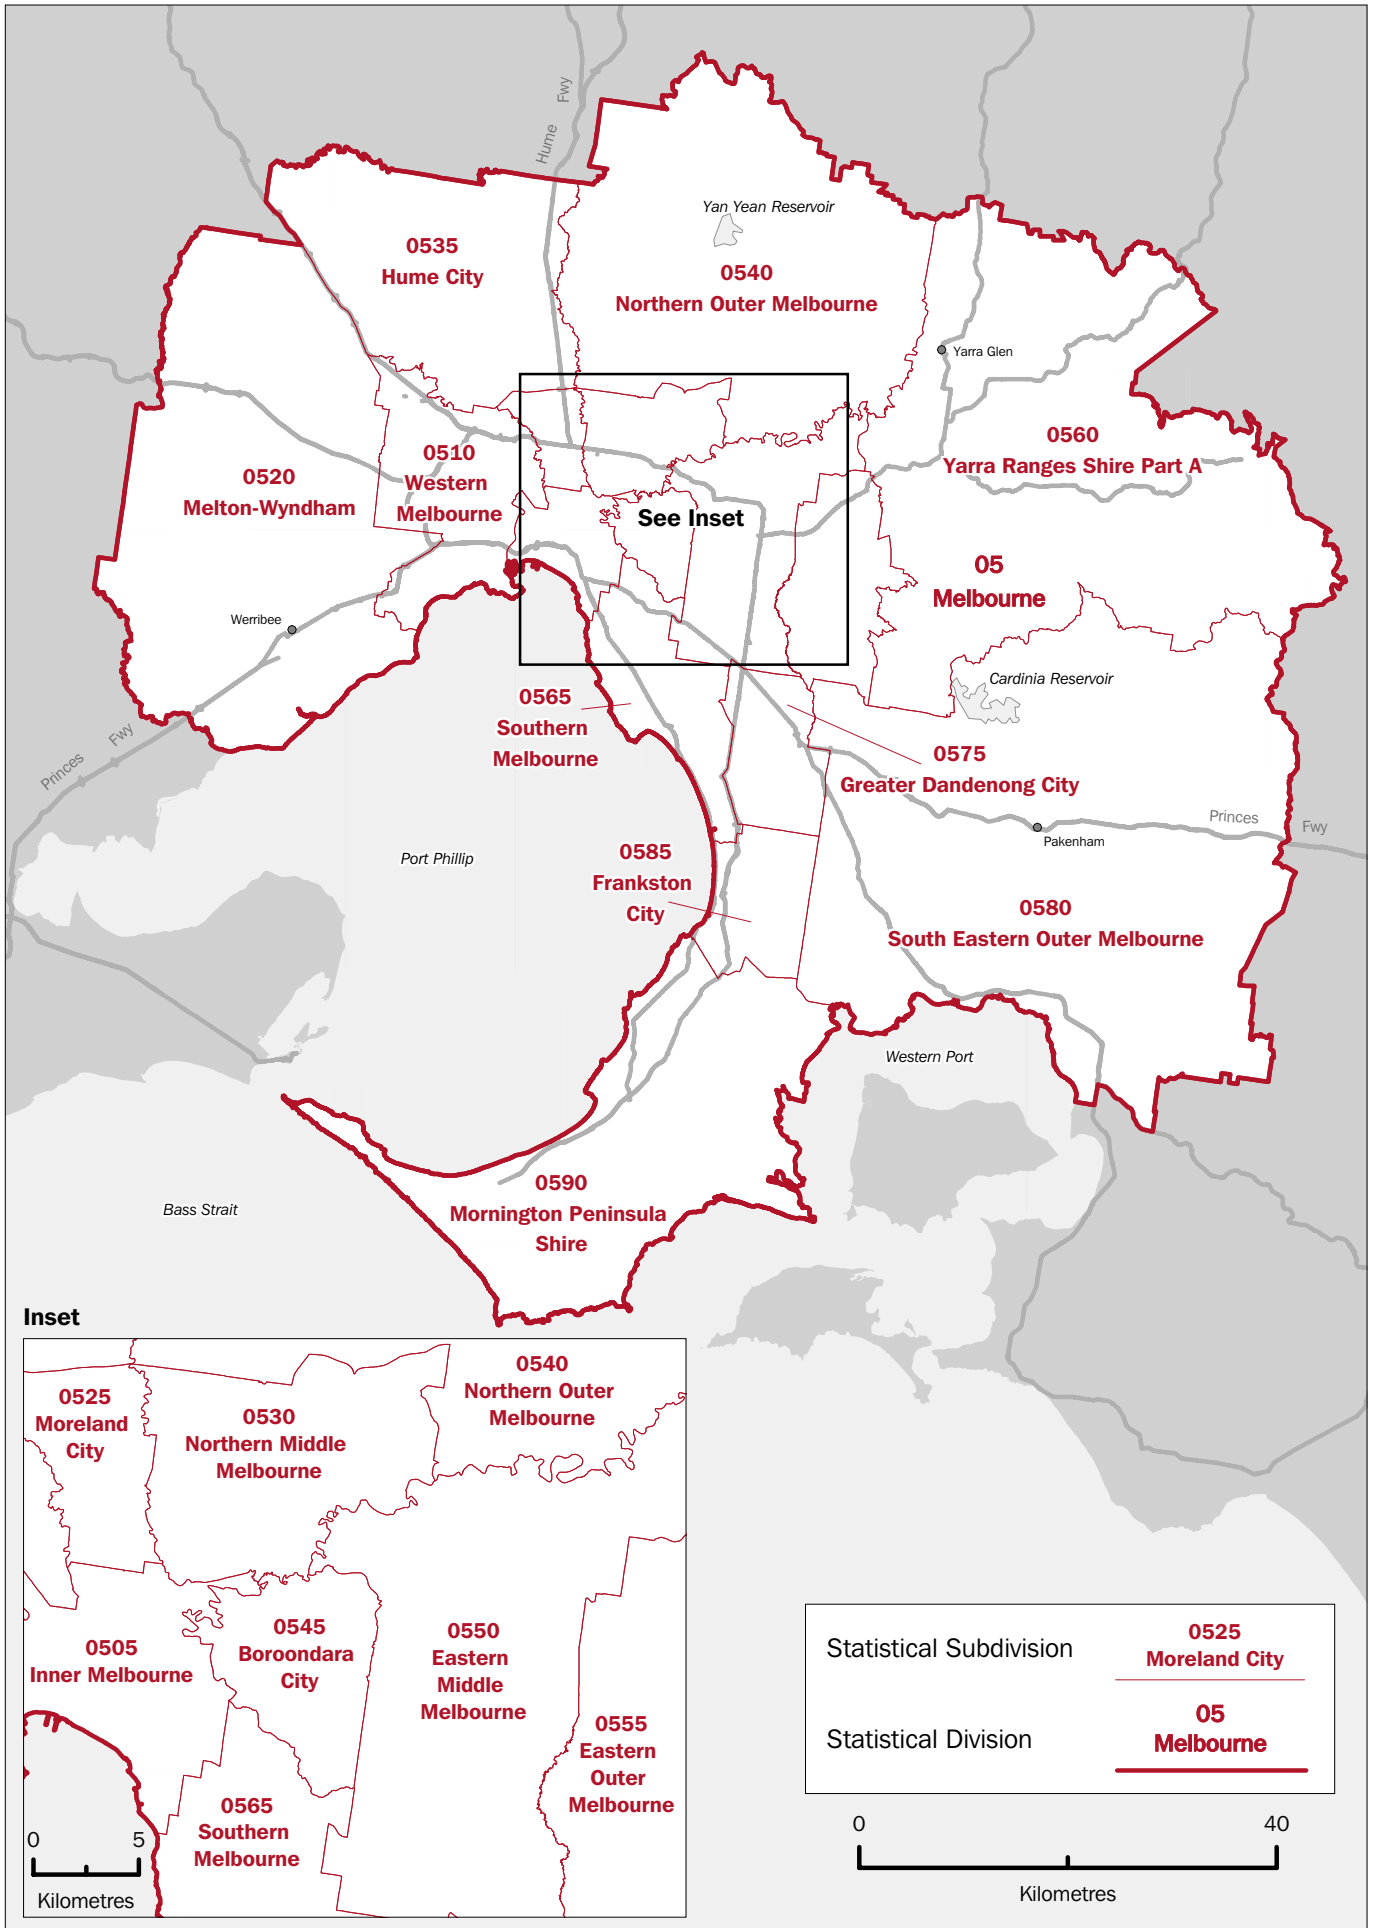 Hume Fwy
Yan Yean Reservoir
0535
Hume City
0540
Northern Outer Melbourne
Yarra Glen
0560
Yarra Ranges Shire Part A
0510
Western
Melbourne
0520
Melton-Wyndham
See Inset
05
Melbourne
Werribee
Cardinia Reservoir
0565
Southern
Melbourne
Princes Fwy
0575
Greater Dandenong City
Princes Fwy
Pakenham
Port Phillip
0585
Frankston
City
0580
South Eastern Outer Melbourne
Western Port
0590
Mornington Peninsula
Shire
Bass Strait
Inset
0540
Northern Outer
Melbourne
0525
Moreland
City
0530
Northern Middle
Melbourne
0505
Inner Melbourne
0545
Boroondara
City
0550
Eastern
Middle
Melbourne
0555
Eastern
Outer
Melbourne
0565
Southern
Melbourne
0 5
Kilometres
Statistical Subdivision
0525
Moreland City
Statistical Division
05
Melbourne
0 40
Kilometres